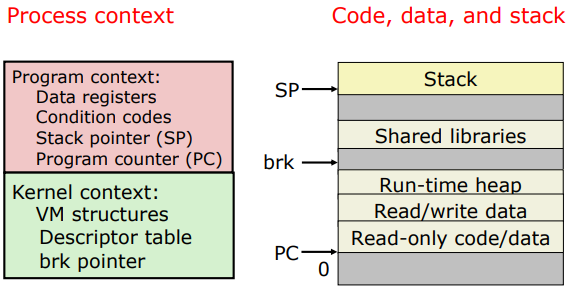 Process context
Program context:
Data registers
Condition codes
Stack pointer (SP)
Program counter (PC)
Kernel context:
VM structures
Descriptor table
brk pointer
Code, data, and stack
SP
Stack
Shared libraries
brk
Run-time heap
Read/write data
Read-only code/data
PC
0